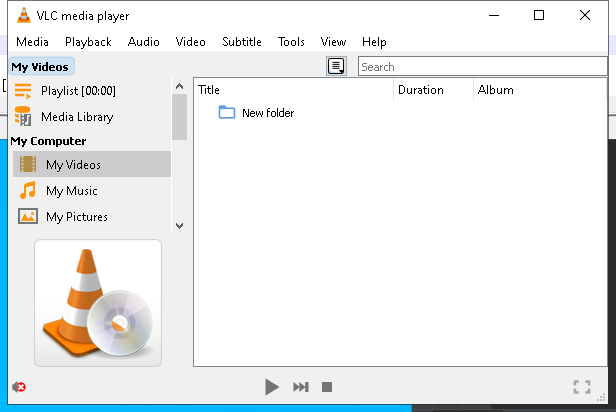 VLC media player
Media Playback Audio Video Subtitle Tools View Help
My Videos
Search
Playlist [00:00]
Media Library
My Computer
My Videos
My Music
My Pictures
Title Duration Album
New folder